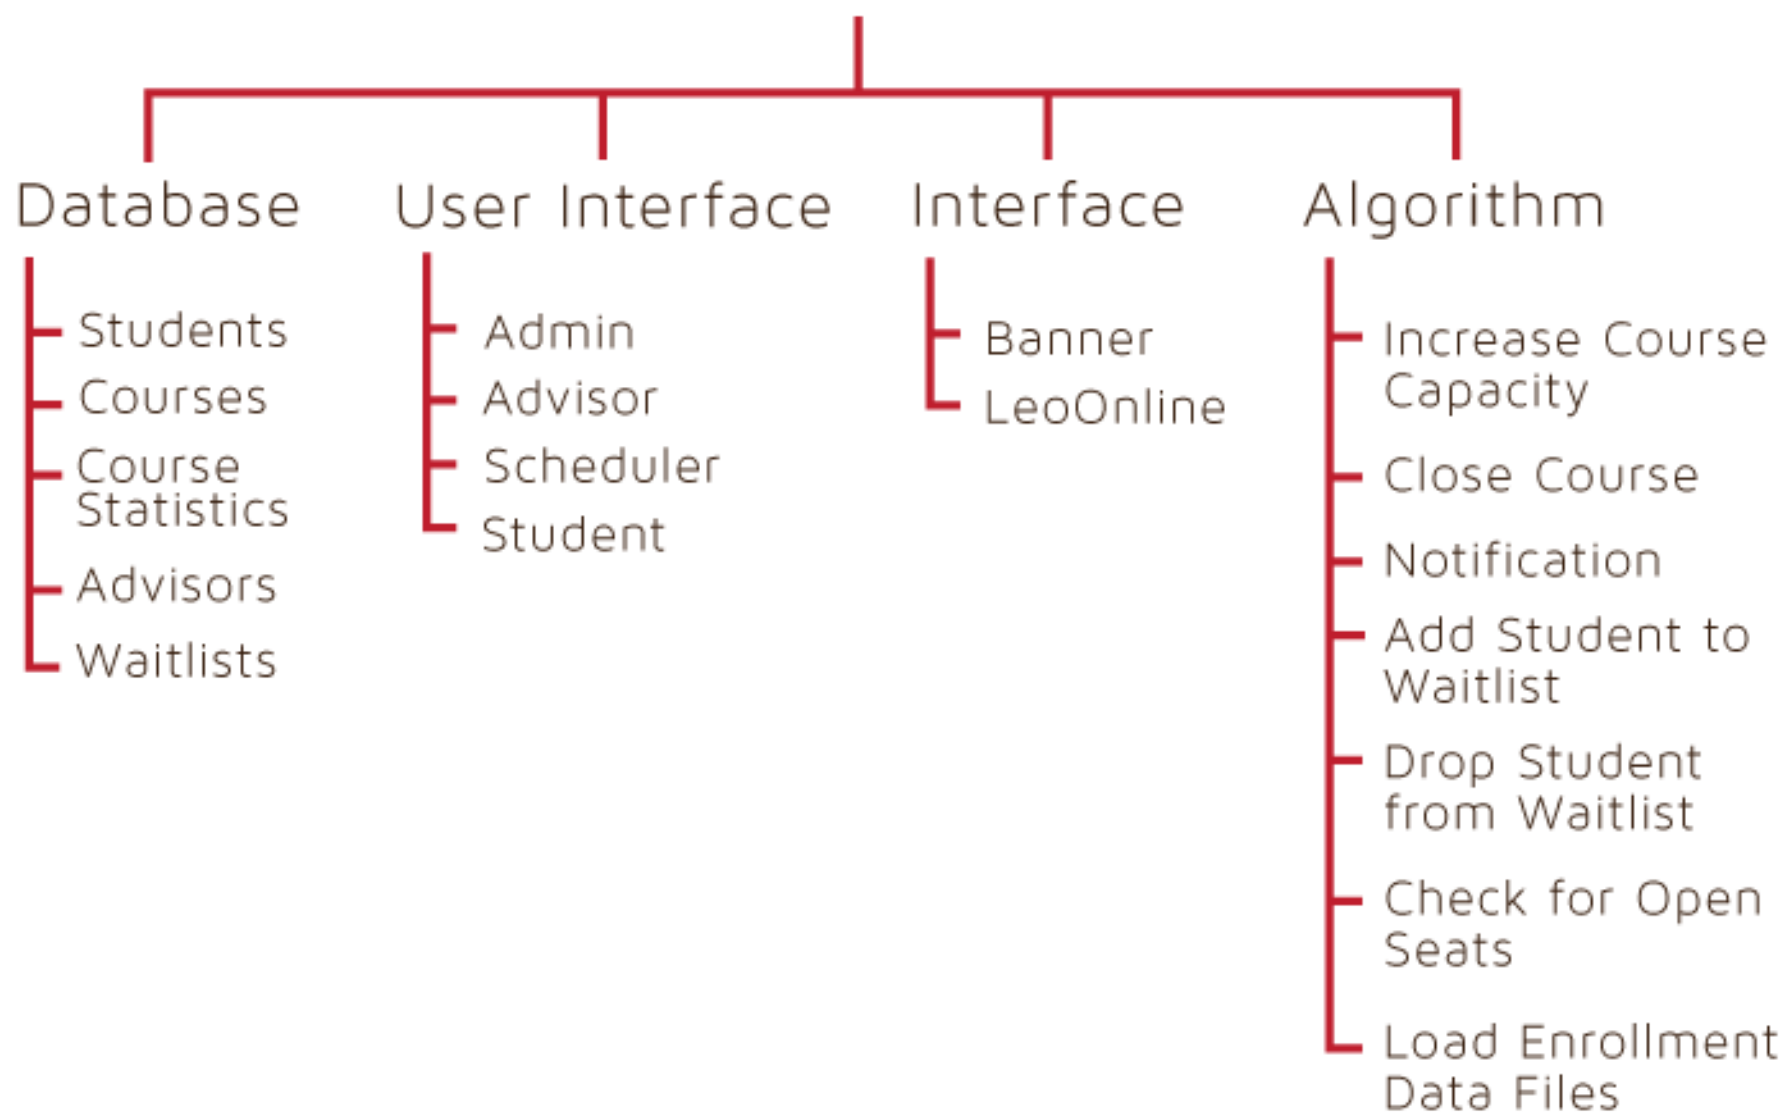 Database
Students
Courses
Course
Statistics
Advisors
Waitlists
User Interface
Admin
Advisor
Scheduler
Student
Interface
Banner
LeoOnline
Algorithm
Increase Course
Capacity
Close Course
Notification
Add Student to
Waitlist
Drop Student
from Waitlist
Check for Open
Seats
Load Enrollment
Data Files